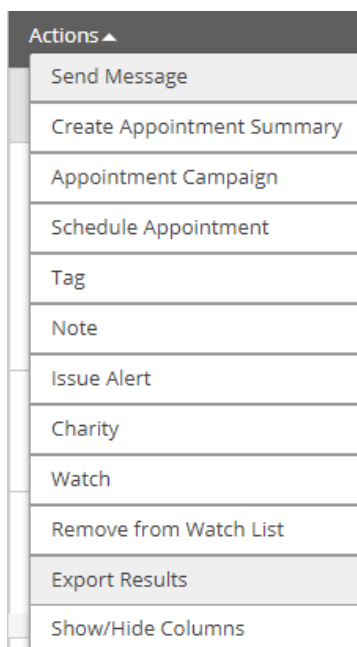 Actions
Send Message
Create Appointment Summary
Appointment Campaign
Schedule Appointment
Tag
Note
Issue Alert
Charity
Watch
Remove from Watch List
Export Results
Show/Hide Columns